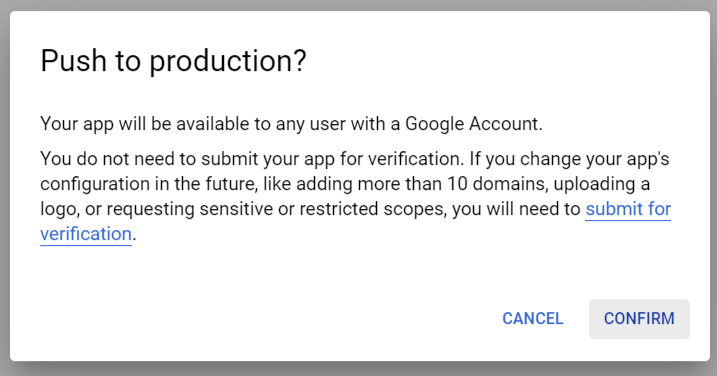 Push to production?
Your app will be available to any user with a Google Account.
You do not need to submit your app for verification. If you change your app's
configuration in the future, like adding more than 10 domains, uploading a
logo, or requesting sensitive or restricted scopes, you will need to submit for
verification.
CANCEL CONFIRM